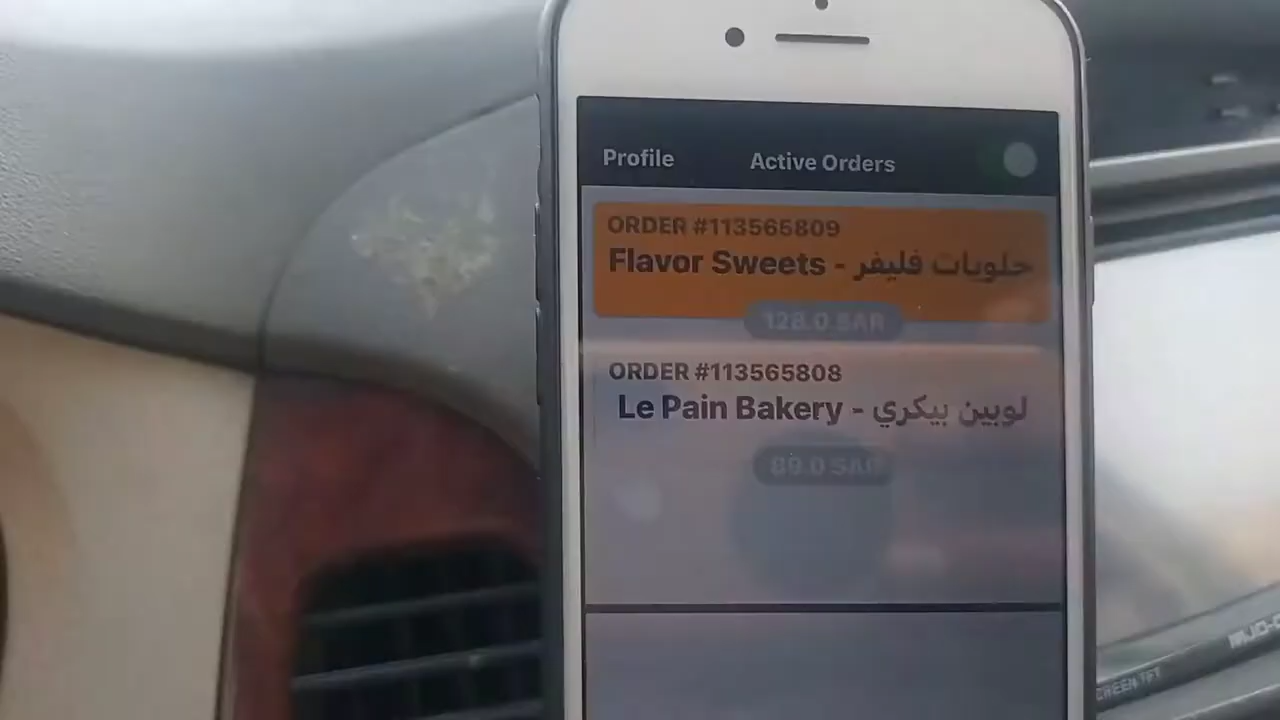 Profile
Active Orders
ORDER #113565809
Flavor Sweets - حلويات فليفر
128.0 SAR
ORDER #113565808
Le Pain Bakery - لوبين بيكري
89.0 SAR